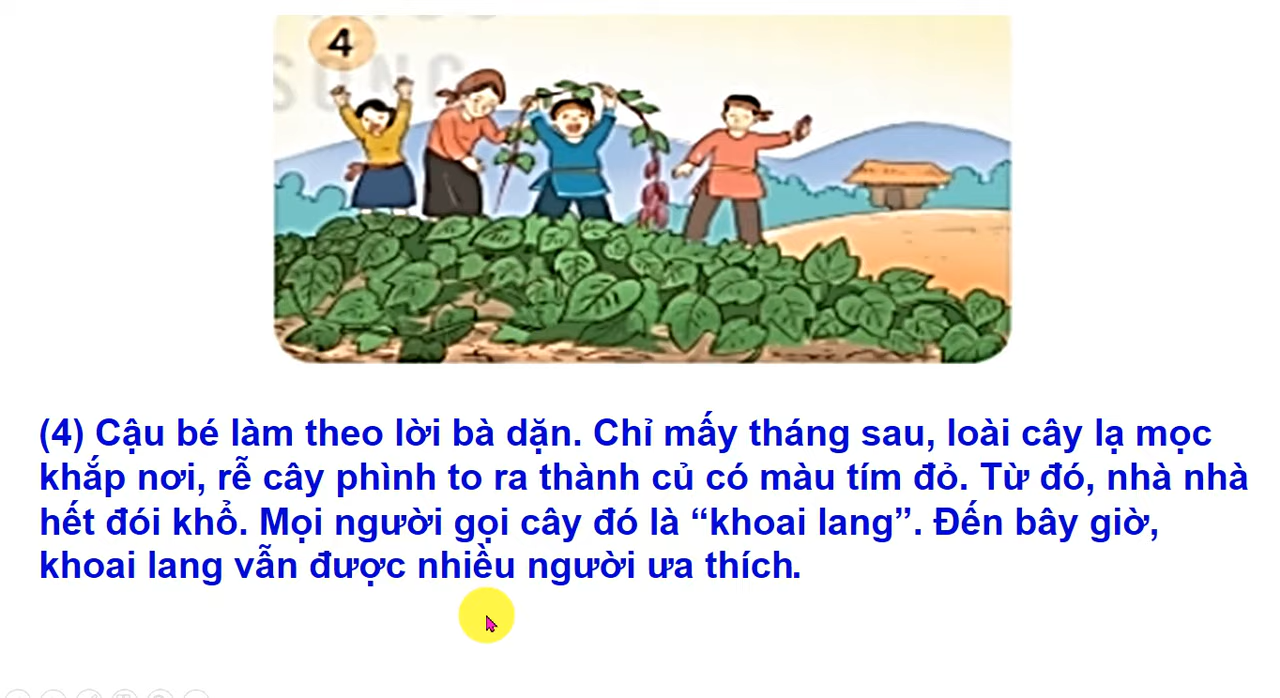 4
SỐNG
(4) Cậu bé làm theo lời bà dặn. Chỉ mấy tháng sau, loài cây lạ mọc
khắp nơi, rễ cây phình to ra thành củ có màu tím đỏ. Từ đó, nhà nhà
hết đói khổ. Mọi người gọi cây đó là “khoai lang”. Đến bây giờ,
khoai lang vẫn được nhiều người ưa thích.